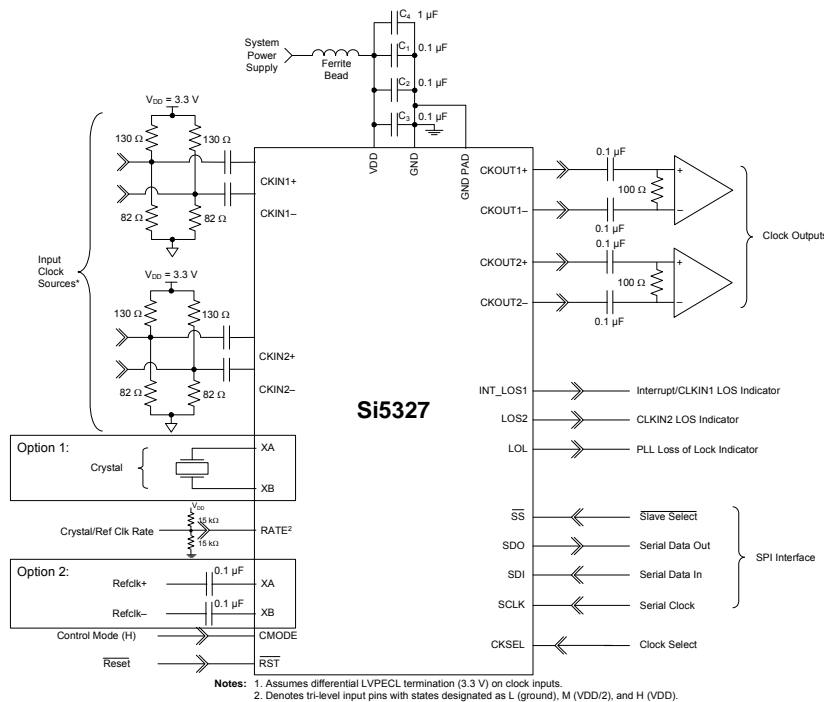 C4 1 µF
System
Power
Supply
Ferrite
Bead
C1 0.1 µF
C2 0.1 µF
C3 0.1 µF
VDD = 3.3 V
130 Ω
130 Ω
82 Ω
82 Ω
CKIN1+
CKIN1–
VDD
GND
GND PAD
CKOUT1+
CKOUT1–
CKOUT2+
CKOUT2–
0.1 µF
100 Ω
+
–
0.1 µF
0.1 µF
100 Ω
+
–
0.1 µF
Clock Outputs
Input
Clock
Sources*
VDD = 3.3 V
130 Ω
130 Ω
82 Ω
82 Ω
CKIN2+
CKIN2–
Si5327
INT_LOS1
Interrupt/CLKIN1 LOS Indicator
LOS2
CLKIN2 LOS Indicator
LOL
PLL Loss of Lock Indicator
Option 1:
Crystal
XA
XB
VDD
15 kΩ
15 kΩ
Crystal/Ref Clk Rate
RATE2
Option 2:
Refclk+
0.1 µF
XA
Refclk–
0.1 µF
XB
Control Mode (H)
CMODE
Reset
RST
SS
Slave Select
SDO
Serial Data Out
SDI
Serial Data In
SCLK
Serial Clock
SPI Interface
CKSEL
Clock Select
Notes: 1. Assumes differential LVPECL termination (3.3 V) on clock inputs.
2. Denotes tri-level input pins with states designated as L (ground), M (VDD/2), and H (VDD).